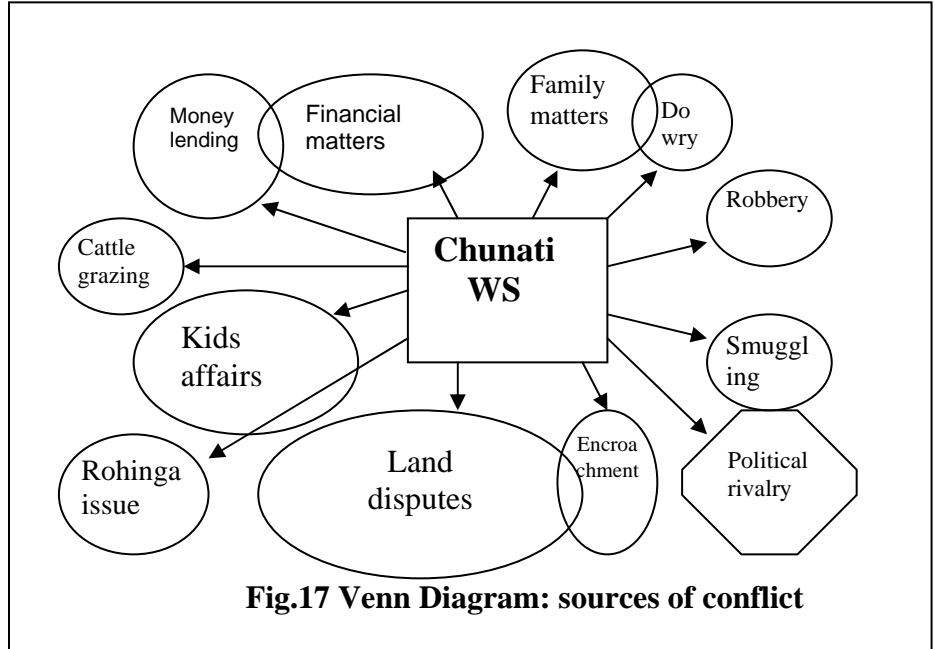 Money
lending
Financial
matters
Family
matters
Do
wry
Robbery
Cattle
grazing
Chunati
WS
Kids
affairs
Smuggl
ing
Rohinga
issue
Land
disputes
Encroa
chment
Political
rivalry
Fig.17 Venn Diagram: sources of conflict